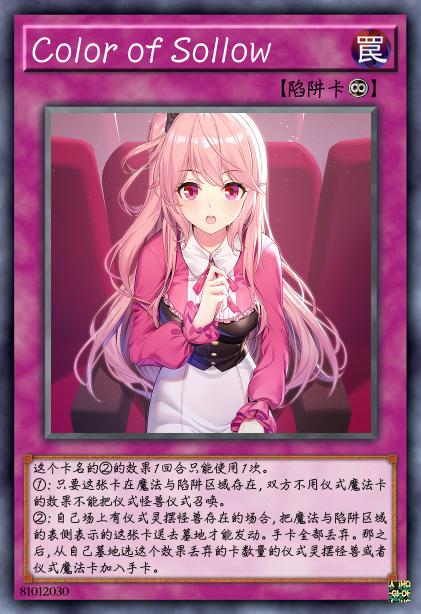 Color of Sollow
罠
【陷阱卡♾】
这个卡名的②的效果1回合只能使用1次。
①:只要这张卡在魔法与陷阱区域存在,双方不用仪式魔法卡
的效果不能把仪式怪兽仪式召唤。
②:自己场上有仪式灵摆怪兽存在的场合,把魔法与陷阱区域
的表侧表示的这张卡送去墓地才能发动。手卡全部丢弃。那之
后,从自己墓地选这个效果丢弃的卡数量的仪式灵摆怪兽或者
仪式魔法卡加入手卡。
81012030